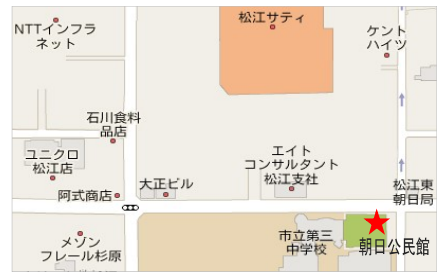 松江サティ
NTTインフラ
ネット
ケント
ハイツ
石川食料
品店
ユニクロ
松江店
エイト
コンサルタント
松江支社
大正ビル
阿式商店
松江東
朝日局
市立第三
中学校
朝日公民館
メゾン
フレール杉原